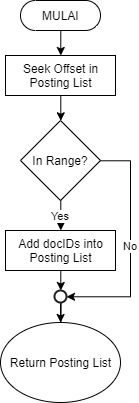 MULAI
Seek Offset in
Posting List
In Range?
Yes
No
Add docIDs into
Posting List
Return Posting List